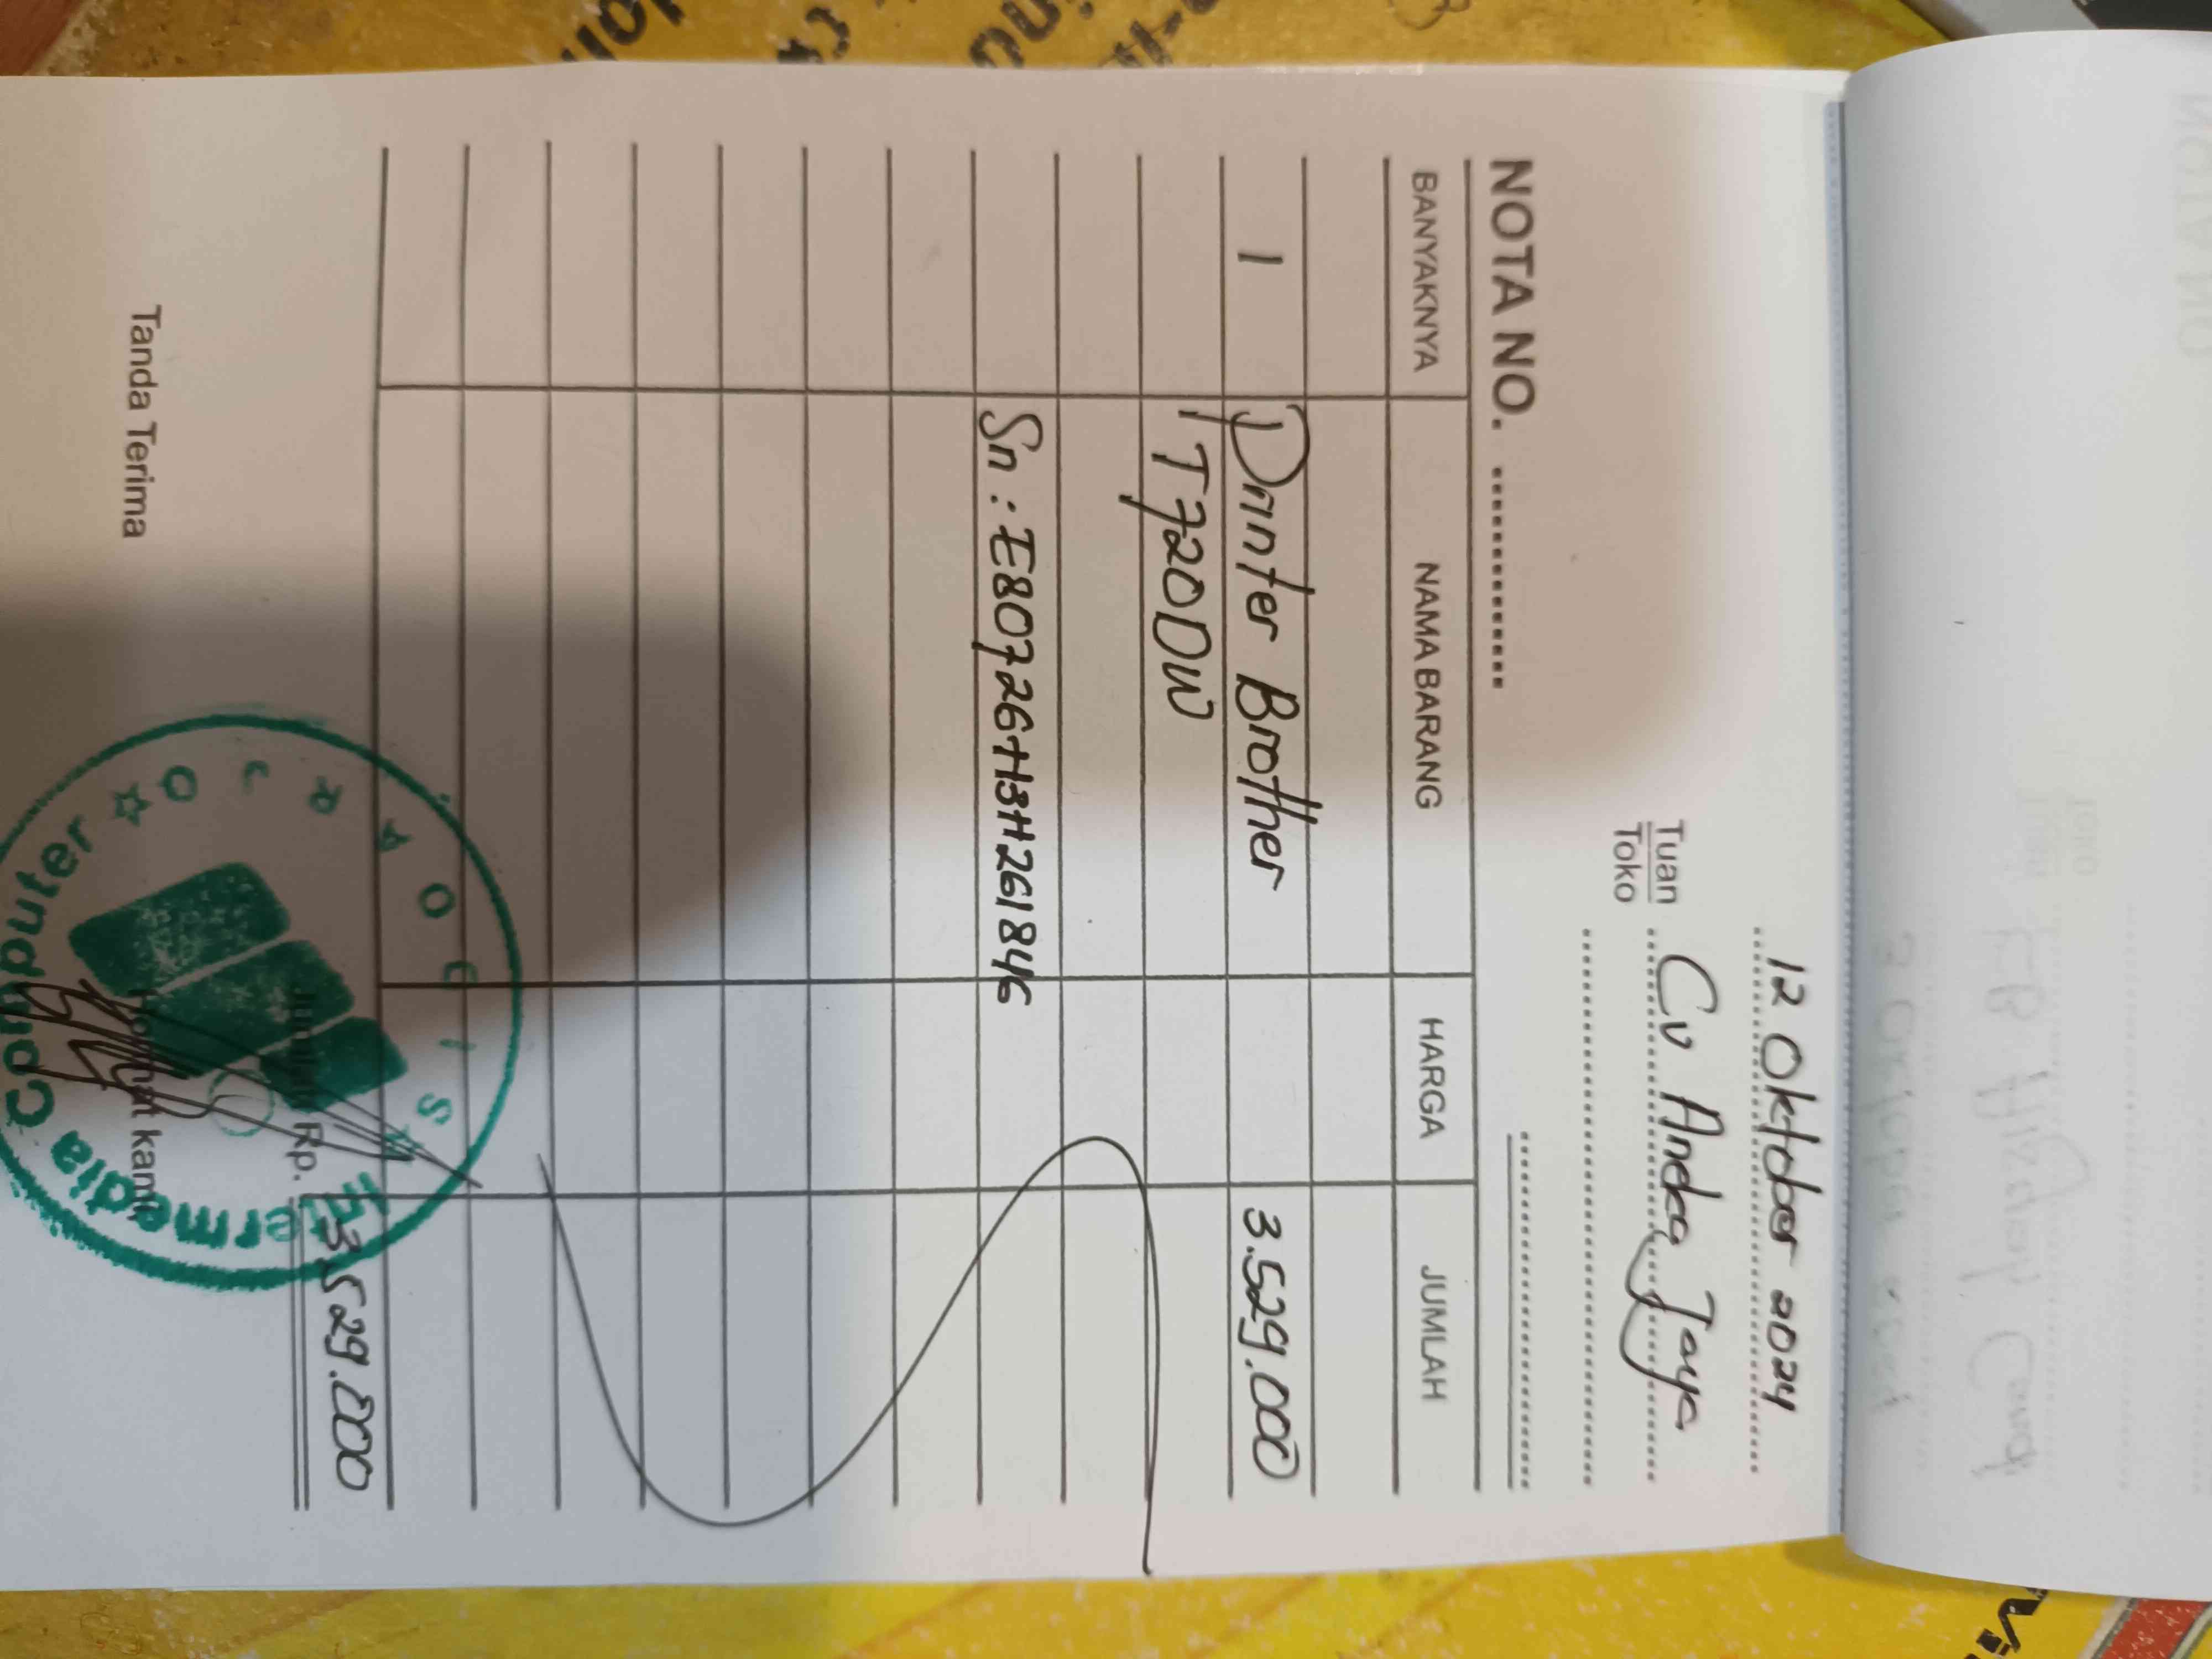 12 Oktober 2024
Tuan CV Andea Jaya
Toko
NOTA NO.
BANYAKNYA NAMA BARANG HARGA JUMLAH
1 Printer Brother 3.529.000
T720DW
Sn : E80726H3H261846
Jumlah Rp. 3.529.000
Tanda Terima Hormat kami
SIDOARJO
Intermedia Computer